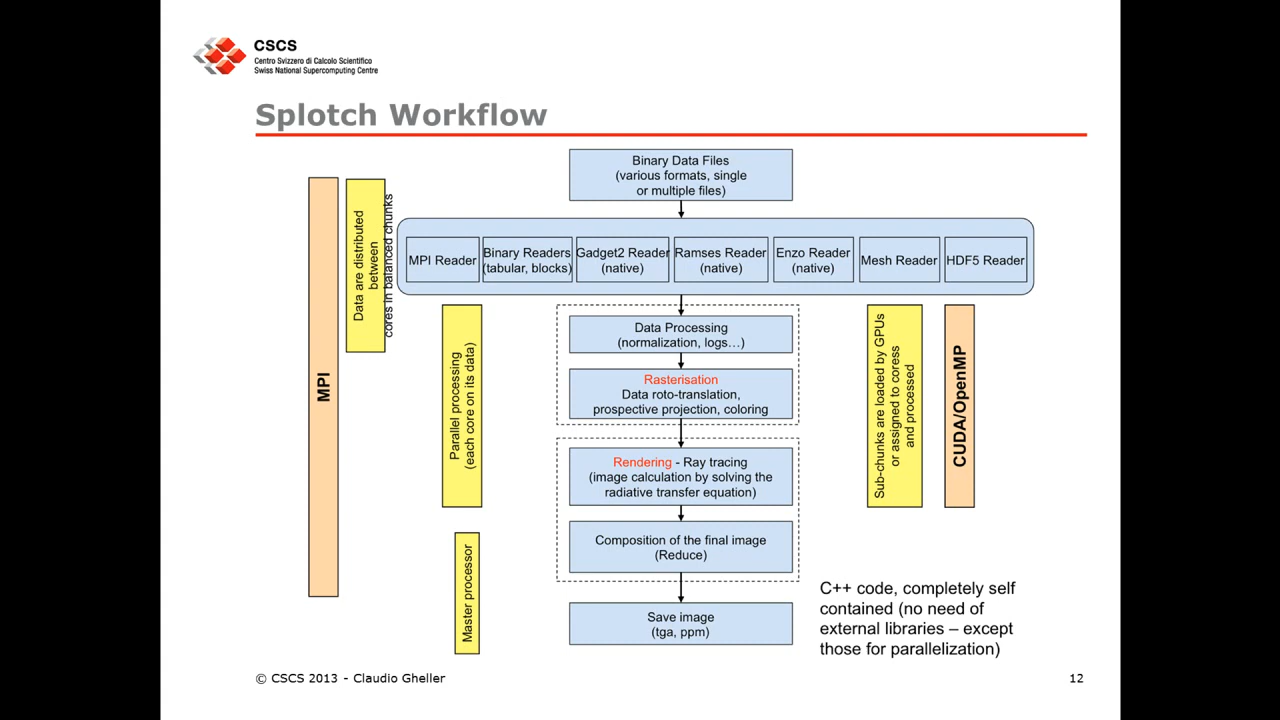 CSCS
Centro Svizzero di Calcolo Scientifico
Swiss National Supercomputing Centre
Splotch Workflow
Binary Data Files
(various formats, single
or multiple files)
MPI
Data are distributed
between
cores in balanced chunks
MPI Reader
Binary Readers
(tabular, blocks)
Gadget2 Reader
(native)
Ramses Reader
(native)
Enzo Reader
(native)
Mesh Reader
HDF5 Reader
Parallel processing
(each core on its data)
Data Processing
(normalization, logs…)
Rasterisation
Data roto-translation,
prospective projection, coloring
Rendering - Ray tracing
(image calculation by solving the
radiative transfer equation)
Composition of the final image
(Reduce)
Sub-chunks are loaded by GPUs
or assigned to coress
and processed
CUDA/OpenMP
Master processor
Save image
(tga, ppm)
C++ code, completely self
contained (no need of
external libraries – except
those for parallelization)
© CSCS 2013 - Claudio Gheller
12